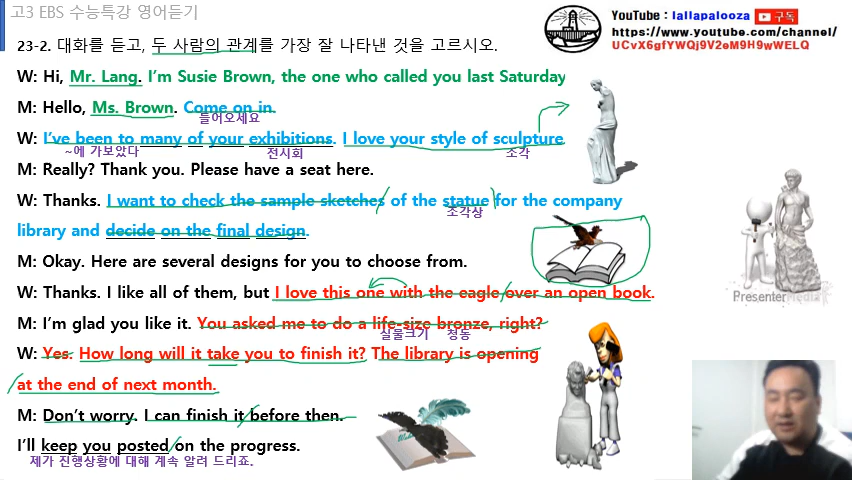 고3 EBS 수능특강 영어듣기
YouTube : lallapalooza 구독
https://www.youtube.com/channel/
UCvX6gfYWQj9V2eM9H9wWELQ
23-2. 대화를 듣고, 두 사람의 관계를 가장 잘 나타낸 것을 고르시오.
W: Hi, Mr. Lang. I'm Susie Brown, the one who called you last Saturday
M: Hello, Ms. Brown. Come on in.
들어오세요
W: I've been to many of your exhibitions. I love your style of sculpture.
~에 가보았다 전시회 조각
M: Really? Thank you. Please have a seat here.
W: Thanks. I want to check the sample sketches of the statue for the company
조각상
library and decide on the final design.
M: Okay. Here are several designs for you to choose from.
W: Thanks. I like all of them, but I love this one with the eagle over an open book.
PresenterMedia
M: I'm glad you like it. You asked me to do a life-size bronze, right?
실물크기 청동
W: Yes. How long will it take you to finish it? The library is opening
at the end of next month.
M: Don't worry. I can finish it before then.
I'll keep you posted on the progress.
제가 진행상황에 대해 계속 알려 드리죠.